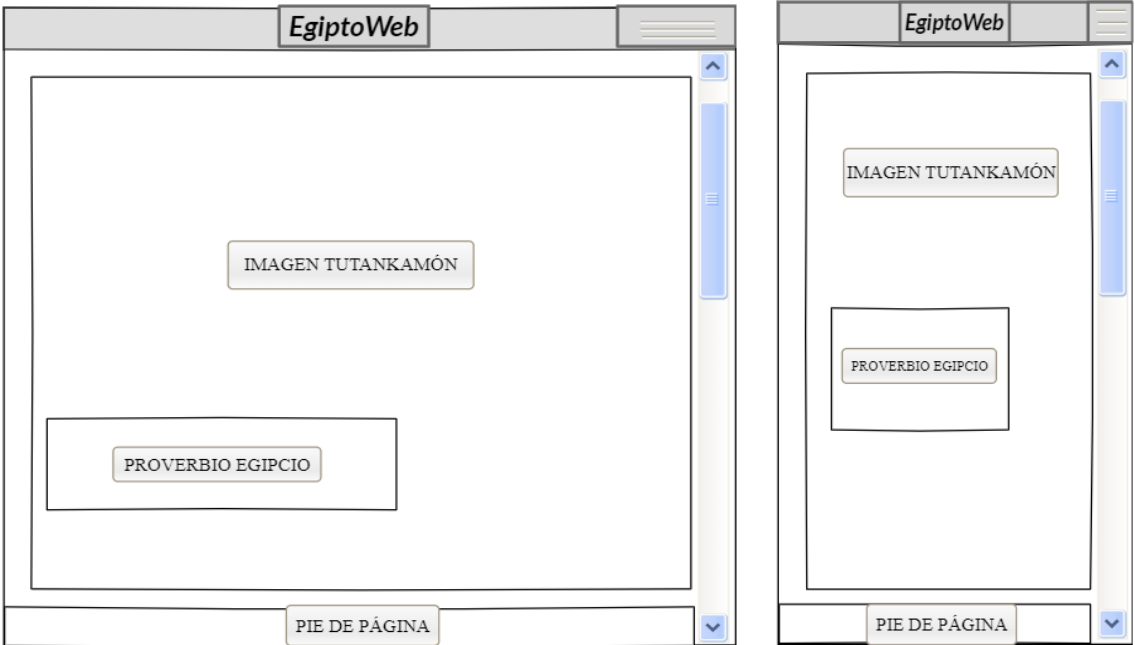 EgiptoWeb
IMAGEN TUTANKAMÓN
PROVERBIO EGIPCIO
PIE DE PÁGINA
EgiptoWeb
IMAGEN TUTANKAMÓN
PROVERBIO EGIPCIO
PIE DE PÁGINA